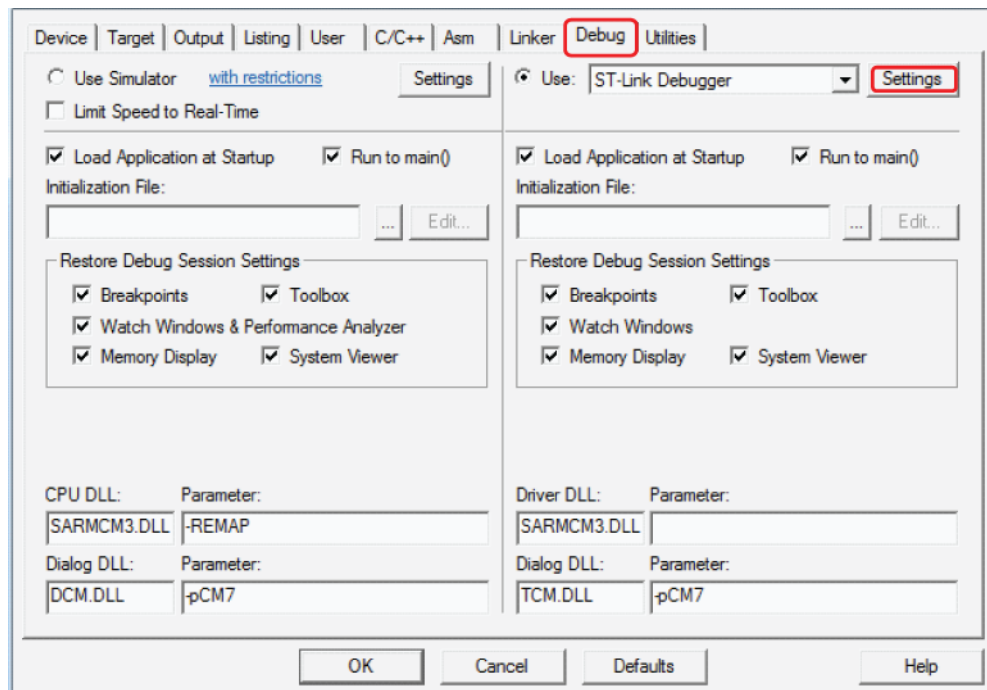 Device Target Output Listing User C/C++ Asm Linker Debug Utilities
Use Simulator with restrictions Settings
Limit Speed to Real-Time
Use: ST-Link Debugger Settings
Load Application at Startup Run to main()
Initialization File:
... Edit...
Restore Debug Session Settings
Breakpoints Toolbox
Watch Windows & Performance Analyzer
Memory Display System Viewer
Load Application at Startup Run to main()
Initialization File:
... Edit...
Restore Debug Session Settings
Breakpoints Toolbox
Watch Windows
Memory Display System Viewer
CPU DLL: Parameter:
SARMCM3.DLL -REMAP
Dialog DLL: Parameter:
DCM.DLL -pCM7
Driver DLL: Parameter:
SARMCM3.DLL
Dialog DLL: Parameter:
TCM.DLL -pCM7
OK Cancel Defaults Help